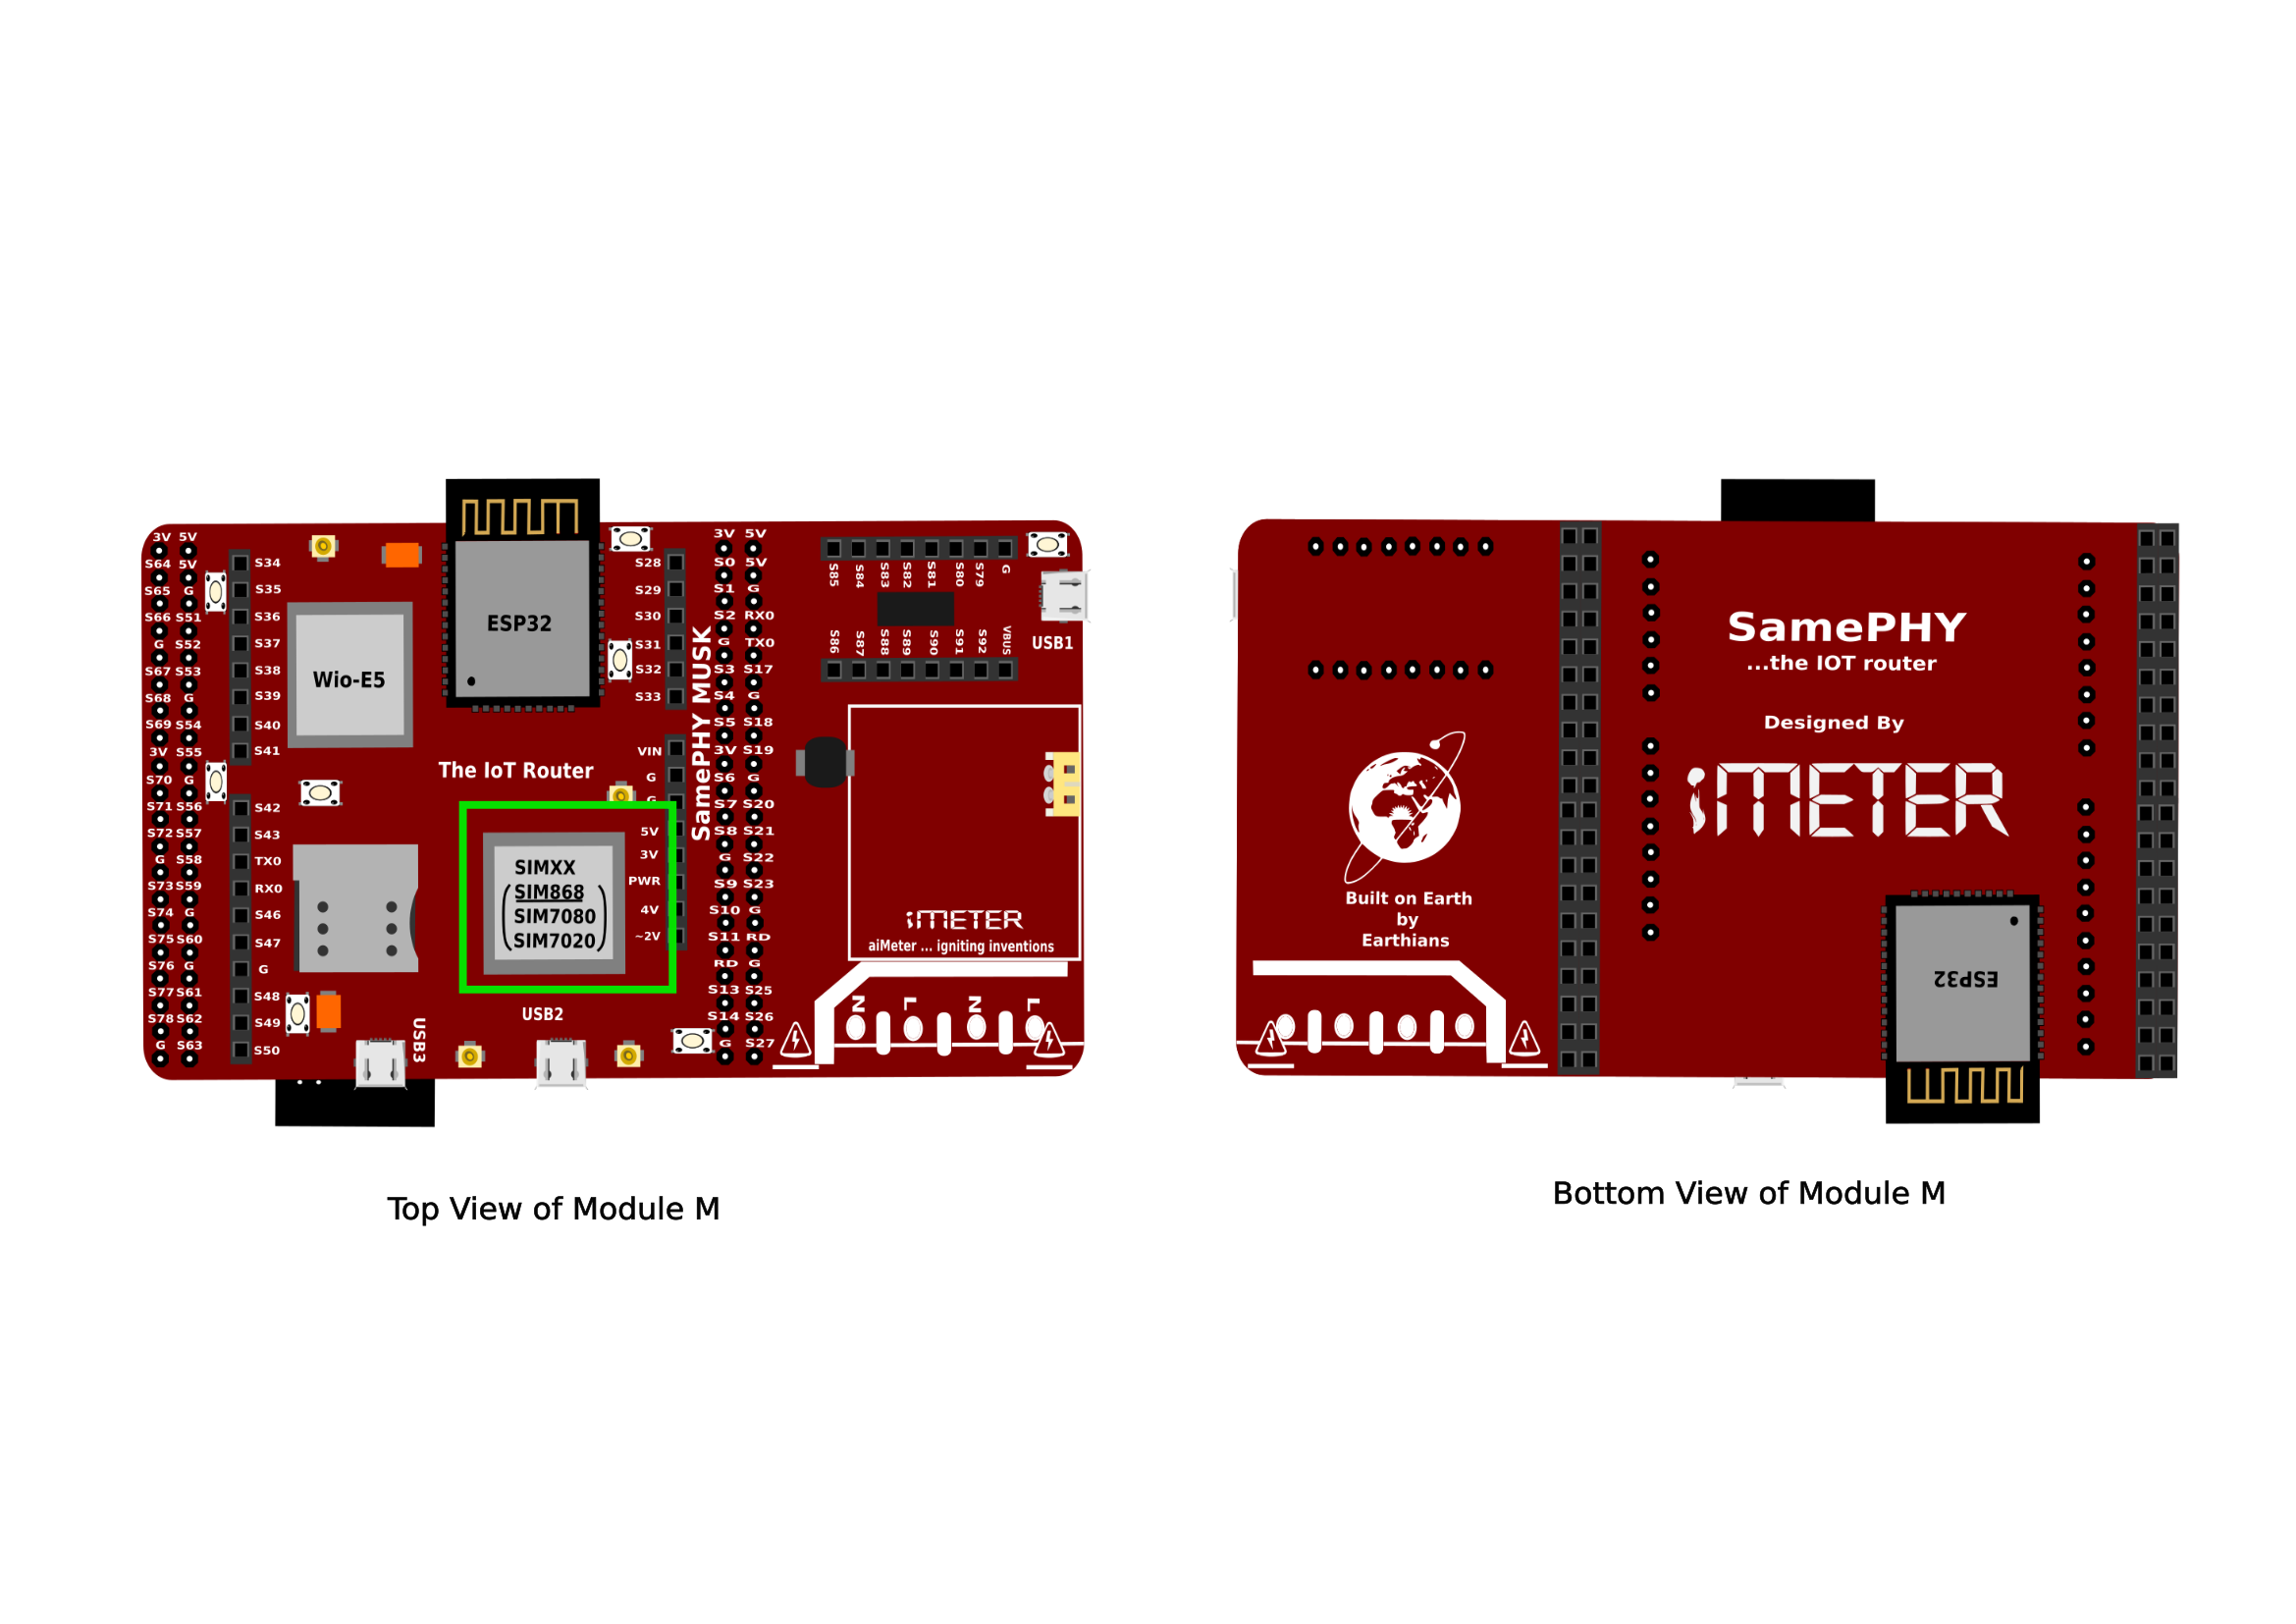 3V 5V
S64 5V
S65 G
S66 S51
G S52
S67 S53
S68 G
S69 S54
3V S55
S70 G
S71 S56
S72 S57
G S58
S73 S59
S74 G
S75 S60
S76 G
S77 S61
S78 S62
G S63
S34
S35
S36
S37
S38
S39
S40
S41
S42
S43
TX0
RX0
S46
S47
G
S48
S49
S50
Wio-E5
ESP32
The IoT Router
SIMXX
(SIM868
SIM7080
SIM7020)
USB3
USB2
S28
S29
S30
S31
S32
S33
VIN
G
G
5V
3V
PWR
4V
~2V
SamePHY MUSK
3V 5V
S0 5V
S1 G
S2 RX0
G TX0
S3 S17
S4 G
S5 S18
3V S19
S6 G
S7 S20
S8 S21
G S22
S9 S23
S10 G
S11 RD
RD G
S13 S25
S14 S26
G S27
S85 S84 S83 S82 S81 S80 S79 G
S86 S87 S88 S89 S90 S91 S92 VBUS
USB1
iMETER
aiMeter ... igniting inventions
N L N L
Top View of Module M
SamePHY
...the IOT router
Designed By
iMETER
Built on Earth
by
Earthians
ESP32
Bottom View of Module M